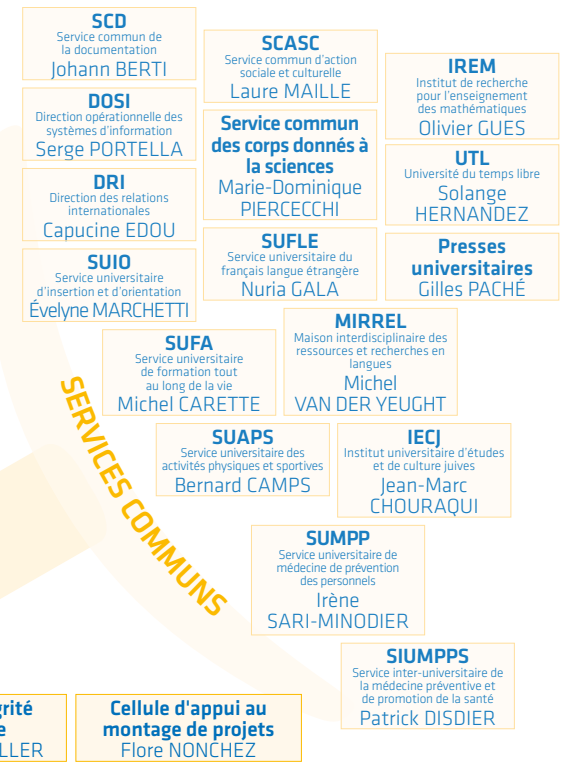 SCD
Service commun de
la documentation
Johann BERTI
DOSI
Direction opérationnelle des
systèmes d'information
Serge PORTELLA
DRI
Direction des relations
internationales
Capucine EDOU
SUIO
Service universitaire
d'insertion et d'orientation
Évelyne MARCHETTI
SCASC
Service commun d'action
sociale et culturelle
Laure MAILLE
Service commun
des corps donnés à
la sciences
Marie-Dominique
PIERCECCHI
SUFLE
Service universitaire du
français langue étrangère
Nuria GALA
IREM
Institut de recherche
pour l'enseignement
des mathématiques
Olivier GUES
UTL
Université du temps libre
Solange
HERNANDEZ
Presses
universitaires
Gilles PACHÉ
SUFA
Service universitaire
de formation tout
au long de la vie
Michel CARETTE
MIRREL
Maison interdisciplinaire des
ressources et recherches en
langues
Michel
VAN DER YEUGHT
SUAPS
Service universitaire des
activités physiques et sportives
Bernard CAMPS
IECJ
Institut universitaire d'études
et de culture juives
Jean-Marc
CHOURAQUI
SERVICES COMMUNS
SUMPP
Service universitaire de
médecine de prévention
des personnels
Irène
SARI-MINODIER
SIUMPPS
Service inter-universitaire de
la médecine préventive et
de promotion de la santé
Patrick DISDIER
grité
e
LLER
Cellule d'appui au
montage de projets
Flore NONCHEZ